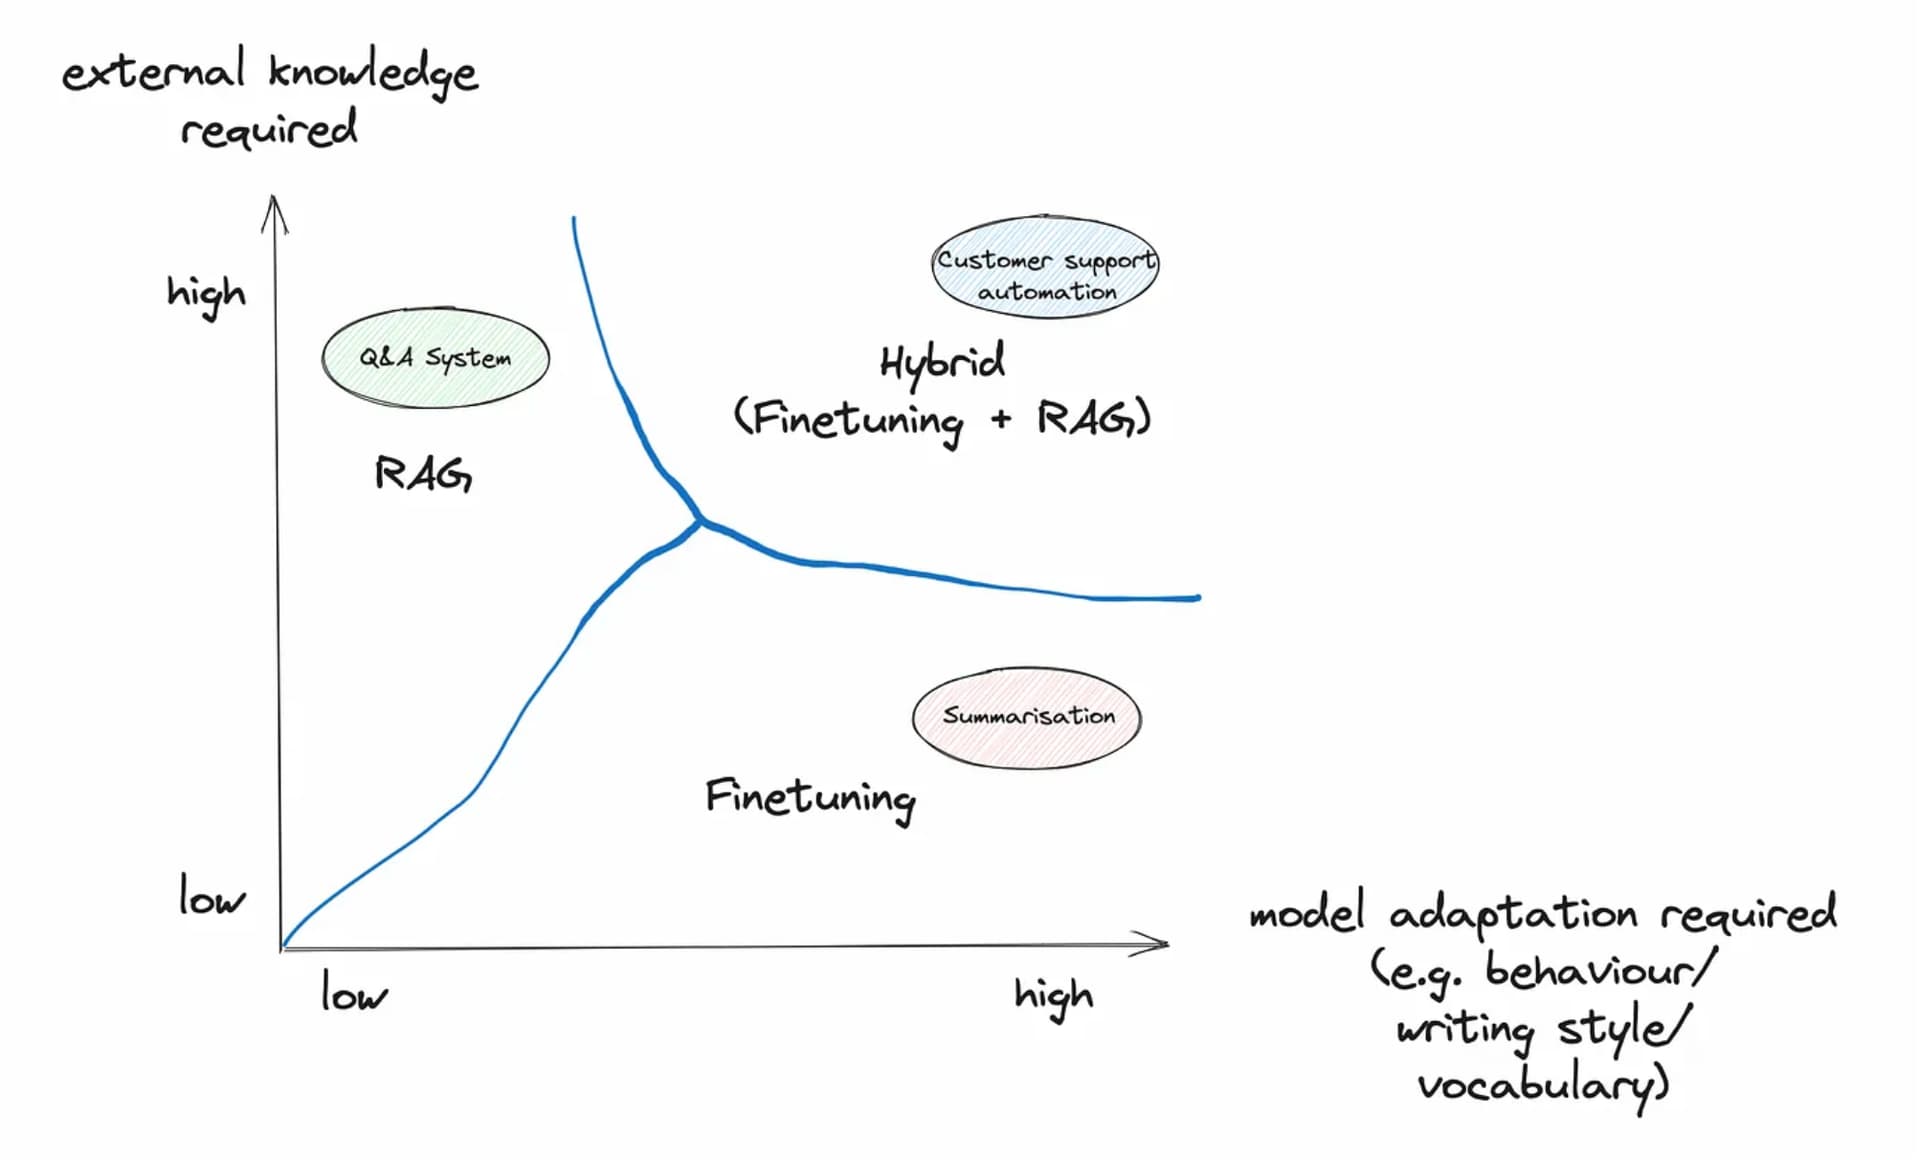 external knowledge
required
high
Customer support
automation
Q&A System
Hybrid
(Finetuning + RAG)
RAG
Summarisation
Finetuning
low
low
high
model adaptation required
(e.g. behaviour/
writing style/
vocabulary)